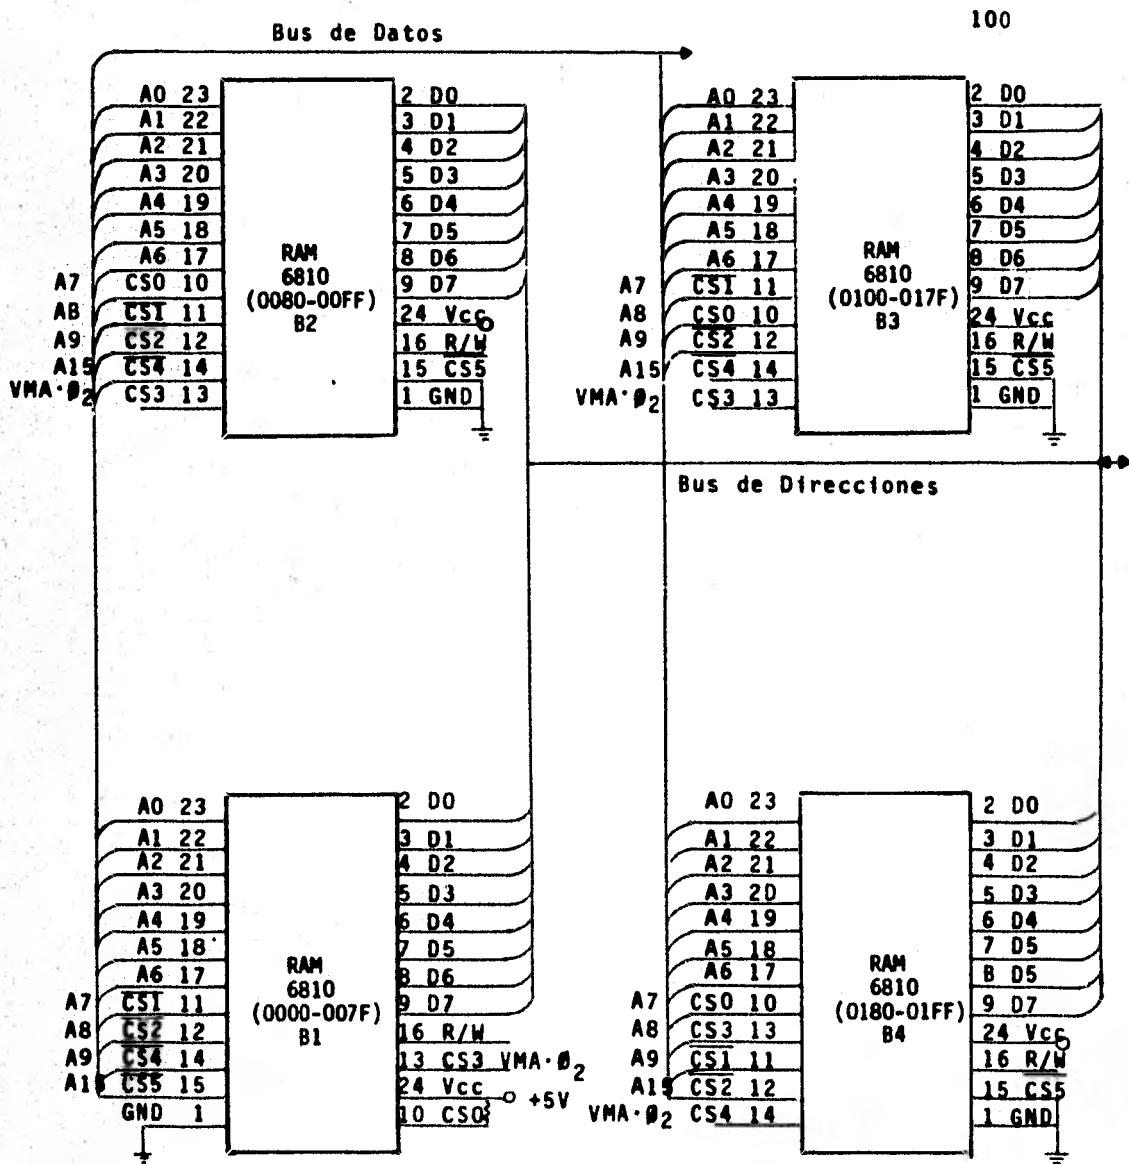 100
Bus de Datos
A0 23
A1 22
A2 21
A3 20
A4 19
A5 18
A6 17
A7 CS0 10
A8 CS1 11
A9 CS2 12
A15 CS4 14
VMA·Ø2 CS3 13
RAM
6810
(0080-00FF)
B2
2 D0
3 D1
4 D2
5 D3
6 D4
7 D5
8 D6
9 D7
24 Vcc
16 R/W
15 CS5
1 GND
A0 23
A1 22
A2 21
A3 20
A4 19
A5 18
A6 17
A7 CS1 11
A8 CS0 10
A9 CS2 12
A15 CS4 14
VMA·Ø2 CS3 13
RAM
6810
(0100-017F)
B3
2 D0
3 D1
4 D2
5 D3
6 D4
7 D5
8 D6
9 D7
24 Vcc
16 R/W
15 CS5
1 GND
Bus de Direcciones
A0 23
A1 22
A2 21
A3 20
A4 19
A5 18
A6 17
A7 CS1 11
A8 CS2 12
A9 CS4 14
CS5 15
GND 1
RAM
6810
(0000-007F)
B1
2 D0
3 D1
4 D2
5 D3
6 D4
7 D5
8 D6
9 D7
16 R/W
13 CS3 VMA·Ø2
24 Vcc
+5V
10 CS0
A0 23
A1 22
A2 21
A3 20
A4 19
A5 18
A6 17
A7 CS0 10
A8 CS3 13
A9 CS1 11
A15 CS2 12
VMA·Ø2 CS4 14
RAM
6810
(0180-01FF)
B4
2 D0
3 D1
4 D2
5 D3
6 D4
7 D5
8 D5
9 D7
24 Vcc
16 R/W
15 CS5
1 GND